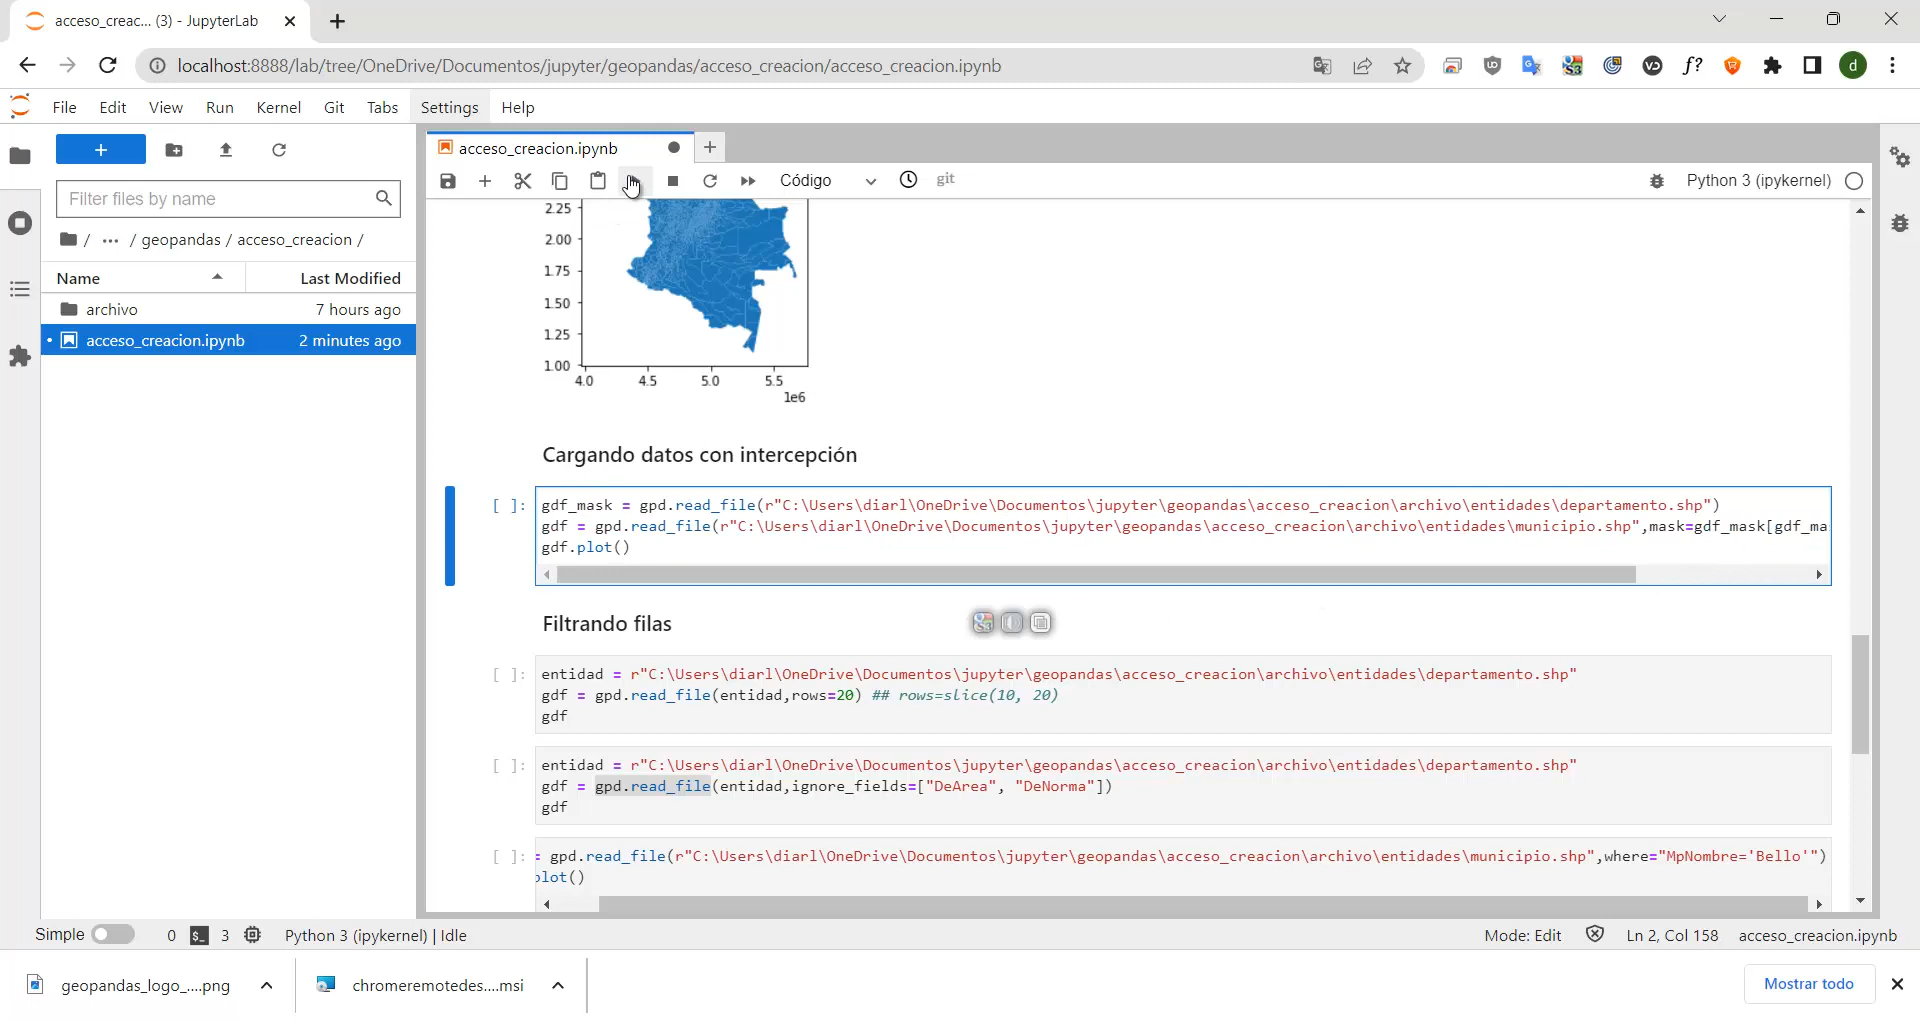 acceso_creac... (3) - JupyterLab
localhost:8888/lab/tree/OneDrive/Documentos/jupyter/geopandas/acceso_creacion/acceso_creacion.ipynb
f?
d
File Edit View Run Kernel Git Tabs Settings Help
acceso_creacion.ipynb
Filter files by name
/ ... / geopandas / acceso_creacion /
Name Last Modified
archivo 7 hours ago
acceso_creacion.ipynb 2 minutes ago
Código git Python 3 (ipykernel)
2.25
2.00
1.75
1.50
1.25
1.00
4.0 4.5 5.0 5.5
1e6
Cargando datos con intercepción
[ ]: gdf_mask = gpd.read_file(r"C:\Users\diarl\OneDrive\Documentos\jupyter\geopandas\acceso_creacion\archivo\entidades\departamento.shp")
gdf = gpd.read_file(r"C:\Users\diarl\OneDrive\Documentos\jupyter\geopandas\acceso_creacion\archivo\entidades\municipio.shp",mask=gdf_mask[gdf_ma
gdf.plot()
Filtrando filas
[ ]: entidad = r"C:\Users\diarl\OneDrive\Documentos\jupyter\geopandas\acceso_creacion\archivo\entidades\departamento.shp"
gdf = gpd.read_file(entidad,rows=20) ## rows=slice(10, 20)
gdf
[ ]: entidad = r"C:\Users\diarl\OneDrive\Documentos\jupyter\geopandas\acceso_creacion\archivo\entidades\departamento.shp"
gdf = gpd.read_file(entidad,ignore_fields=["DeArea", "DeNorma"])
gdf
[ ]: = gpd.read_file(r"C:\Users\diarl\OneDrive\Documentos\jupyter\geopandas\acceso_creacion\archivo\entidades\municipio.shp",where="MpNombre='Bello'")
plot()
Simple 0 3 Python 3 (ipykernel) | Idle Mode: Edit Ln 2, Col 158 acceso_creacion.ipynb
geopandas_logo_....png chromeremotedes....msi Mostrar todo